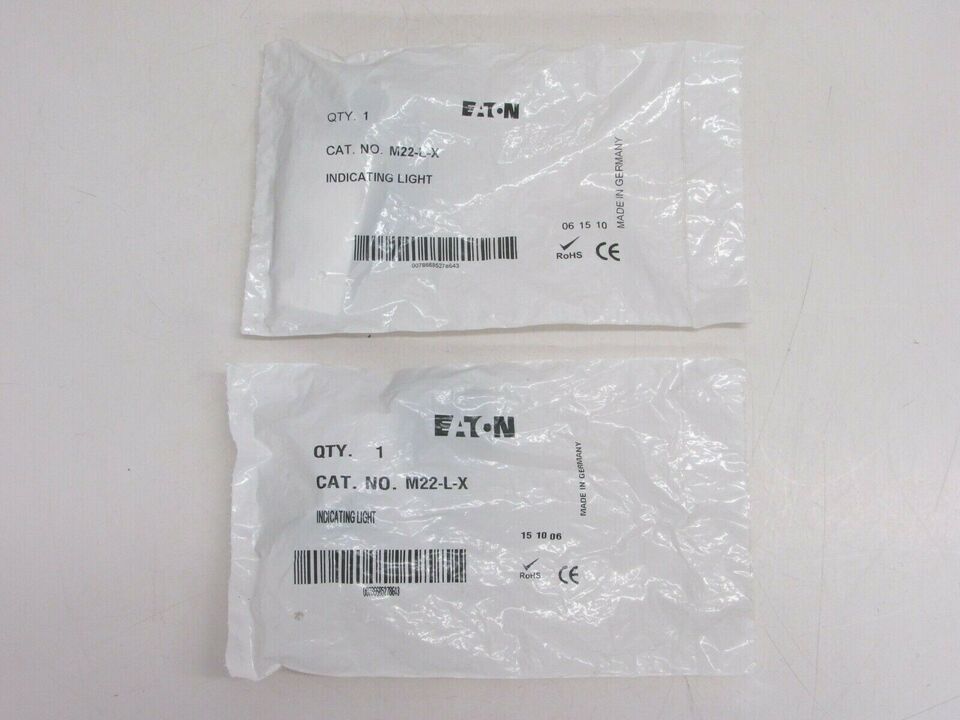 EATON
QTY. 1
CAT. NO. M22-L-X
INDICATING LIGHT
MADE IN GERMANY
06 15 10
RoHS CE
EATON
QTY. 1
CAT. NO. M22-L-X
INDICATING LIGHT
MADE IN GERMANY
15 10 06
RoHS CE